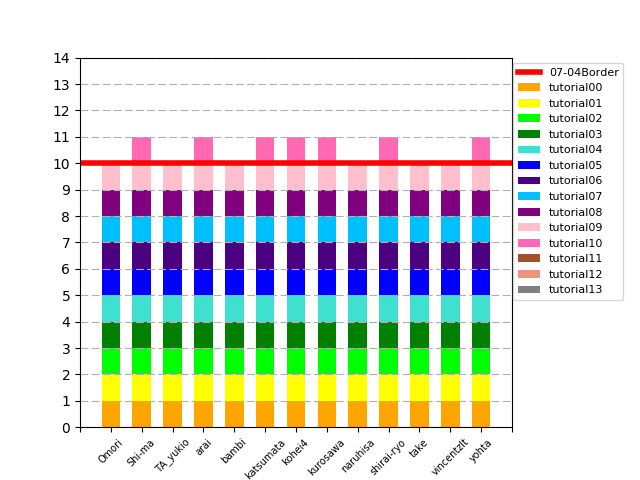 14
13
12
11
10
9
8
7
6
5
4
3
2
1
0
07-04Border
tutorial00
tutorial01
tutorial02
tutorial03
tutorial04
tutorial05
tutorial06
tutorial07
tutorial08
tutorial09
tutorial10
tutorial11
tutorial12
tutorial13
Omori
Shi-ma
TA_yukio
arai
bambi
katsumata
kohei4
kurosawa
naruhisa
shirai-ryo
take
vincentzlt
yohta